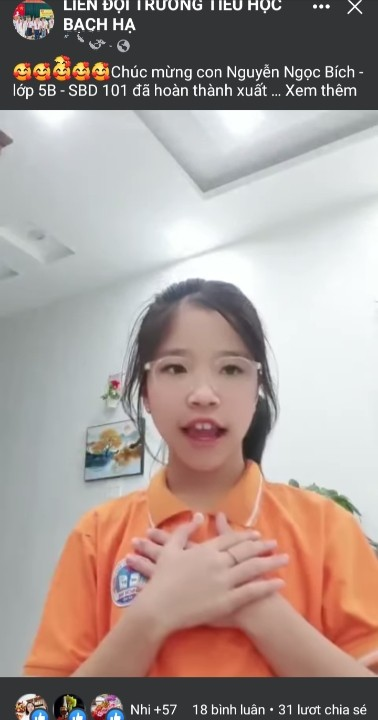 LIÊN ĐỘI TRƯỜNG TIỂU HỌC
BẠCH HẠ
Chúc mừng con Nguyễn Ngọc Bích -
lớp 5B - SBD 101 đã hoàn thành xuất ... Xem thêm
Nhi +57 18 bình luận • 31 lượt chia sẻ